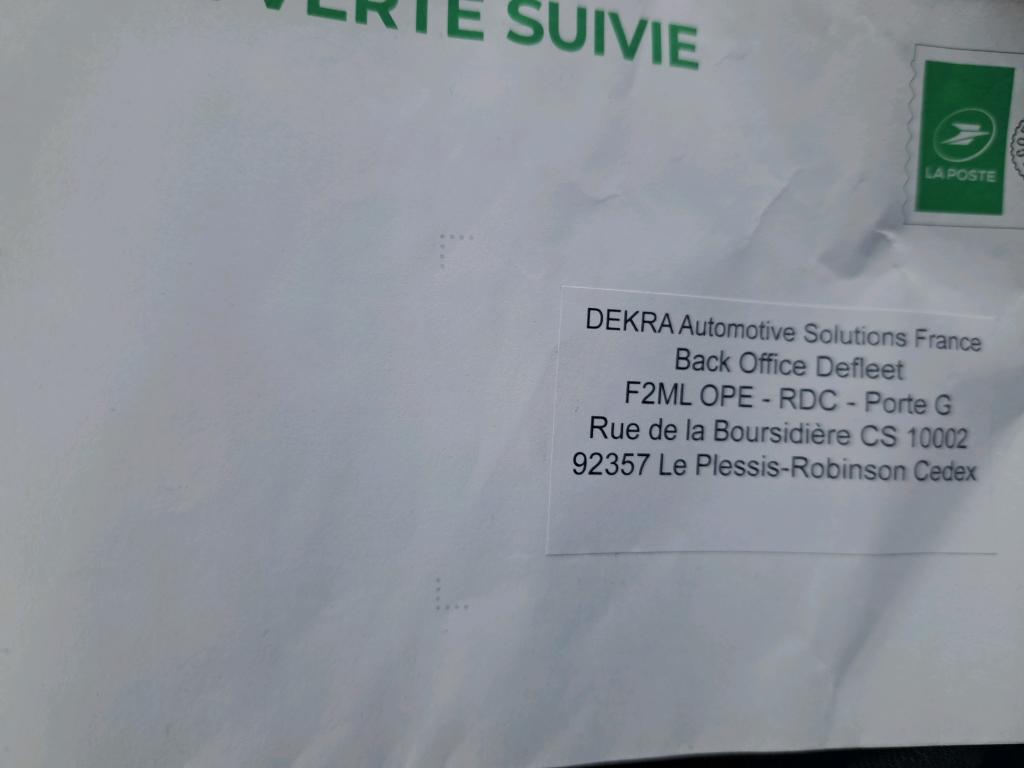 VERTE SUIVIE
LA POSTE
DEKRA Automotive Solutions France
Back Office Defleet
F2ML OPE - RDC - Porte G
Rue de la Boursidière CS 10002
92357 Le Plessis-Robinson Cedex